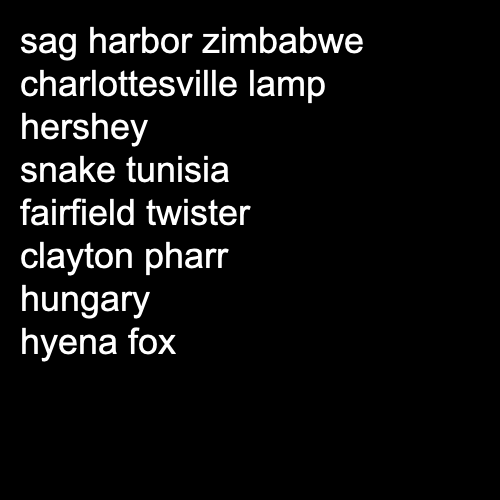 sag harbor zimbabwe
charlottesville lamp
hershey
snake tunisia
fairfield twister
clayton pharr
hungary
hyena fox